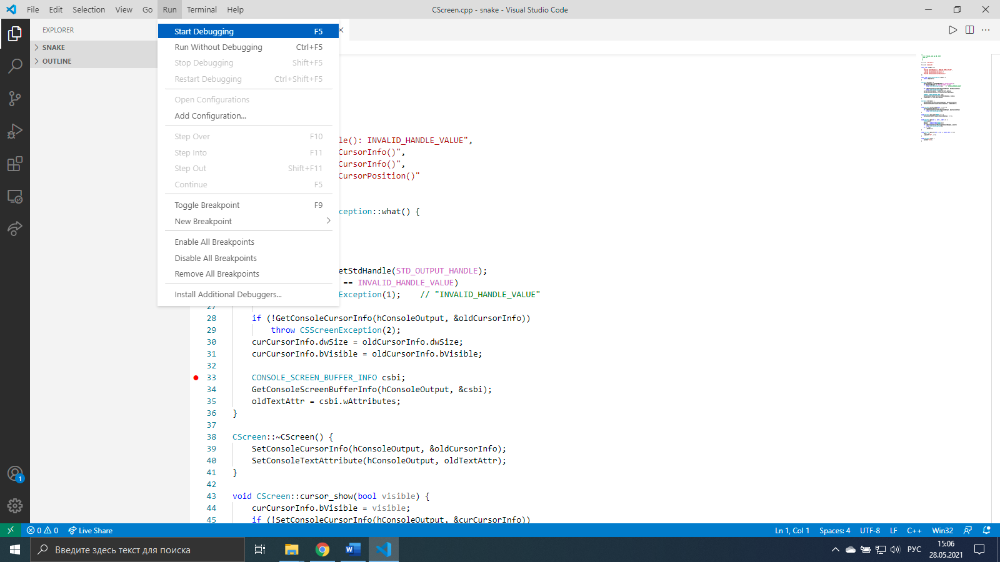 File Edit Selection View Go Run Terminal Help
CScreen.cpp - snake - Visual Studio Code
EXPLORER
SNAKE
OUTLINE
Start Debugging F5
Run Without Debugging Ctrl+F5
Stop Debugging Shift+F5
Restart Debugging Ctrl+Shift+F5
Open Configurations
Add Configuration...
Step Over F10
Step Into F11
Step Out Shift+F11
Continue F5
Toggle Breakpoint F9
New Breakpoint
Enable All Breakpoints
Disable All Breakpoints
Remove All Breakpoints
Install Additional Debuggers...
le(): INVALID_HANDLE_VALUE",
CursorInfo()",
CursorInfo()",
CursorPosition()"
ception::what() {
etStdHandle(STD_OUTPUT_HANDLE);
== INVALID_HANDLE_VALUE)
Exception(1); // "INVALID_HANDLE_VALUE"
27
28 if (!GetConsoleCursorInfo(hConsoleOutput, &oldCursorInfo))
29 throw CSScreenException(2);
30 curCursorInfo.dwSize = oldCursorInfo.dwSize;
31 curCursorInfo.bVisible = oldCursorInfo.bVisible;
32
33 CONSOLE_SCREEN_BUFFER_INFO csbi;
34 GetConsoleScreenBufferInfo(hConsoleOutput, &csbi);
35 oldTextAttr = csbi.wAttributes;
36 }
37
38 CScreen::~CScreen() {
39 SetConsoleCursorInfo(hConsoleOutput, &oldCursorInfo);
40 SetConsoleTextAttribute(hConsoleOutput, oldTextAttr);
41 }
42
43 void CScreen::cursor_show(bool visible) {
44 curCursorInfo.bVisible = visible;
45 if (!SetConsoleCursorInfo(hConsoleOutput, &curCursorInfo))
1
0 0 Live Share
Ln 1, Col 1 Spaces: 4 UTF-8 LF C++ Win32
Введите здесь текст для поиска
РУС
15:06
28.05.2021